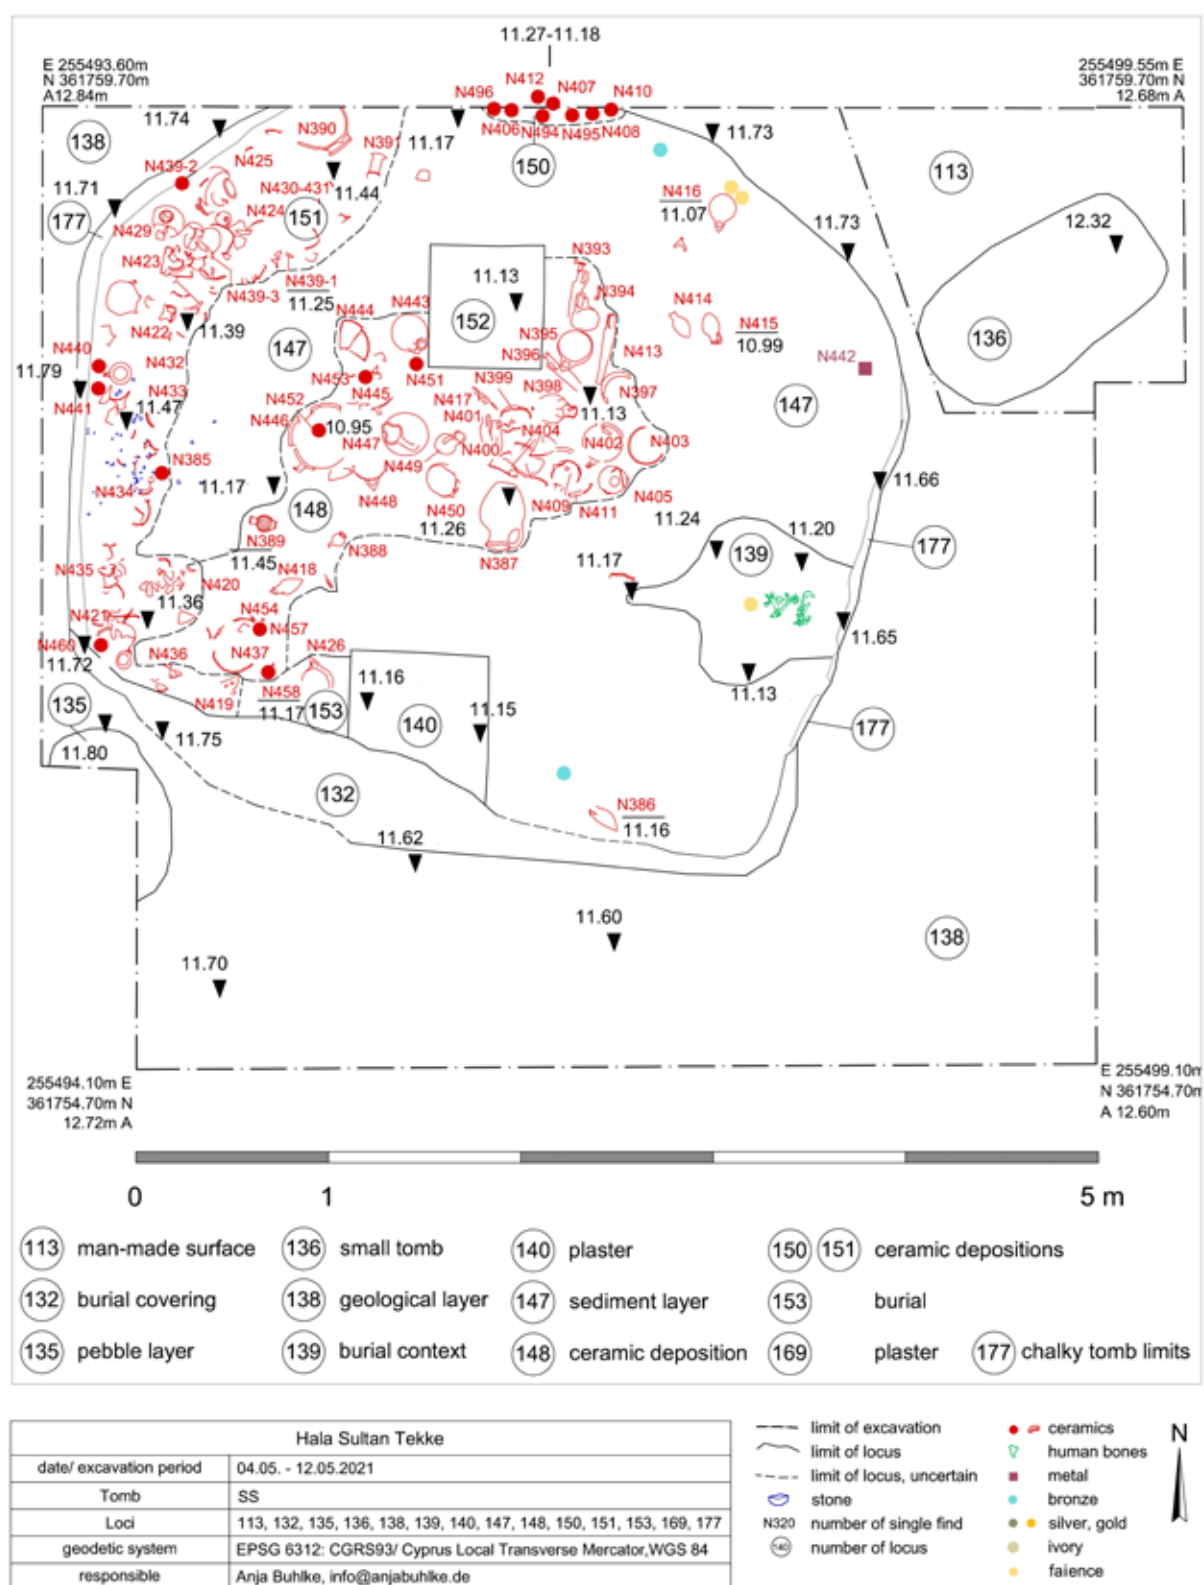 11.27-11.18
E 255493.60m
N 361759.70m
A12.84m
255499.55m E
361759.70m N
12.68m A
N412
N407
N410
N496
N406
N494
N495
N408
11.74
138
N390
N391
11.17
150
11.73
113
N439-2
N425
N430-431
11.44
N416
11.07
11.71
177
N429
N424
151
11.73
12.32
N423
N439-3
N439-1
11.25
11.13
N393
N394
N422
11.39
N444
N443
152
N395
N396
N414
N415
10.99
136
147
N413
N442
N440
N432
11.79
N433
N453
N445
N451
N399
N398
N397
147
N441
11.47
N452
N446
10.95
N417
N401
11.13
N404
N402
N403
N447
N449
N400
N385
11.17
N448
N450
N409
N411
N405
11.66
N434
148
11.26
11.24
N389
11.45
N388
N387
11.20
139
177
N435
N420
N418
11.17
11.36
N421
N454
N457
11.65
N460
11.72
N436
N437
N426
11.13
N419
N458
11.17
153
11.16
140
11.15
177
135
11.80
11.75
132
N386
11.16
11.62
11.60
138
11.70
255494.10m E
361754.70m N
12.72m A
E 255499.10m
N 361754.70m
A 12.60m
0 1 5 m
113 man-made surface 136 small tomb 140 plaster 150 151 ceramic depositions
132 burial covering 138 geological layer 147 sediment layer 153 burial
135 pebble layer 139 burial context 148 ceramic deposition 169 plaster 177 chalky tomb limits
Hala Sultan Tekke
date/ excavation period 04.05. - 12.05.2021
Tomb SS
Loci 113, 132, 135, 136, 138, 139, 140, 147, 148, 150, 151, 153, 169, 177
geodetic system EPSG 6312: CGRS93/ Cyprus Local Transverse Mercator,WGS 84
responsible Anja Buhlke, info@anjabuhlke.de
limit of excavation
limit of locus
limit of locus, uncertain
stone
N320 number of single find
140 number of locus
ceramics
human bones
metal
bronze
silver, gold
ivory
faience
N